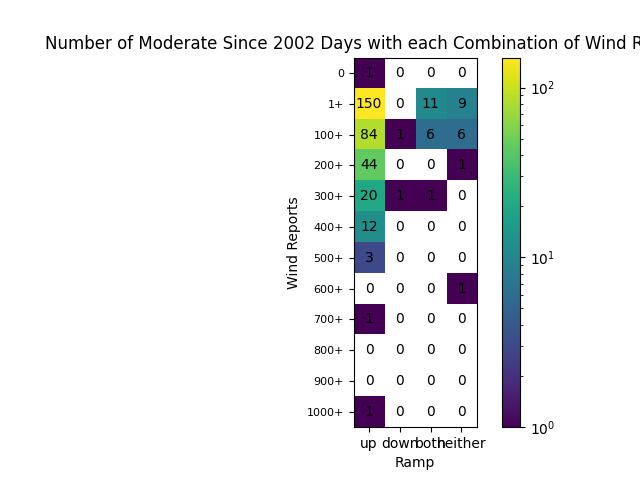 Number of Moderate Since 2002 Days with each Combination of Wind R
0 1 0 0 0
1+ 150 0 11 9
100+ 84 1 6 6
200+ 44 0 0 1
300+ 20 1 1 0
400+ 12 0 0 0
500+ 3 0 0 0
600+ 0 0 0 1
700+ 1 0 0 0
800+ 0 0 0 0
900+ 0 0 0 0
1000+ 1 0 0 0
up down both neither
Ramp
Wind Reports
10²
10¹
10⁰